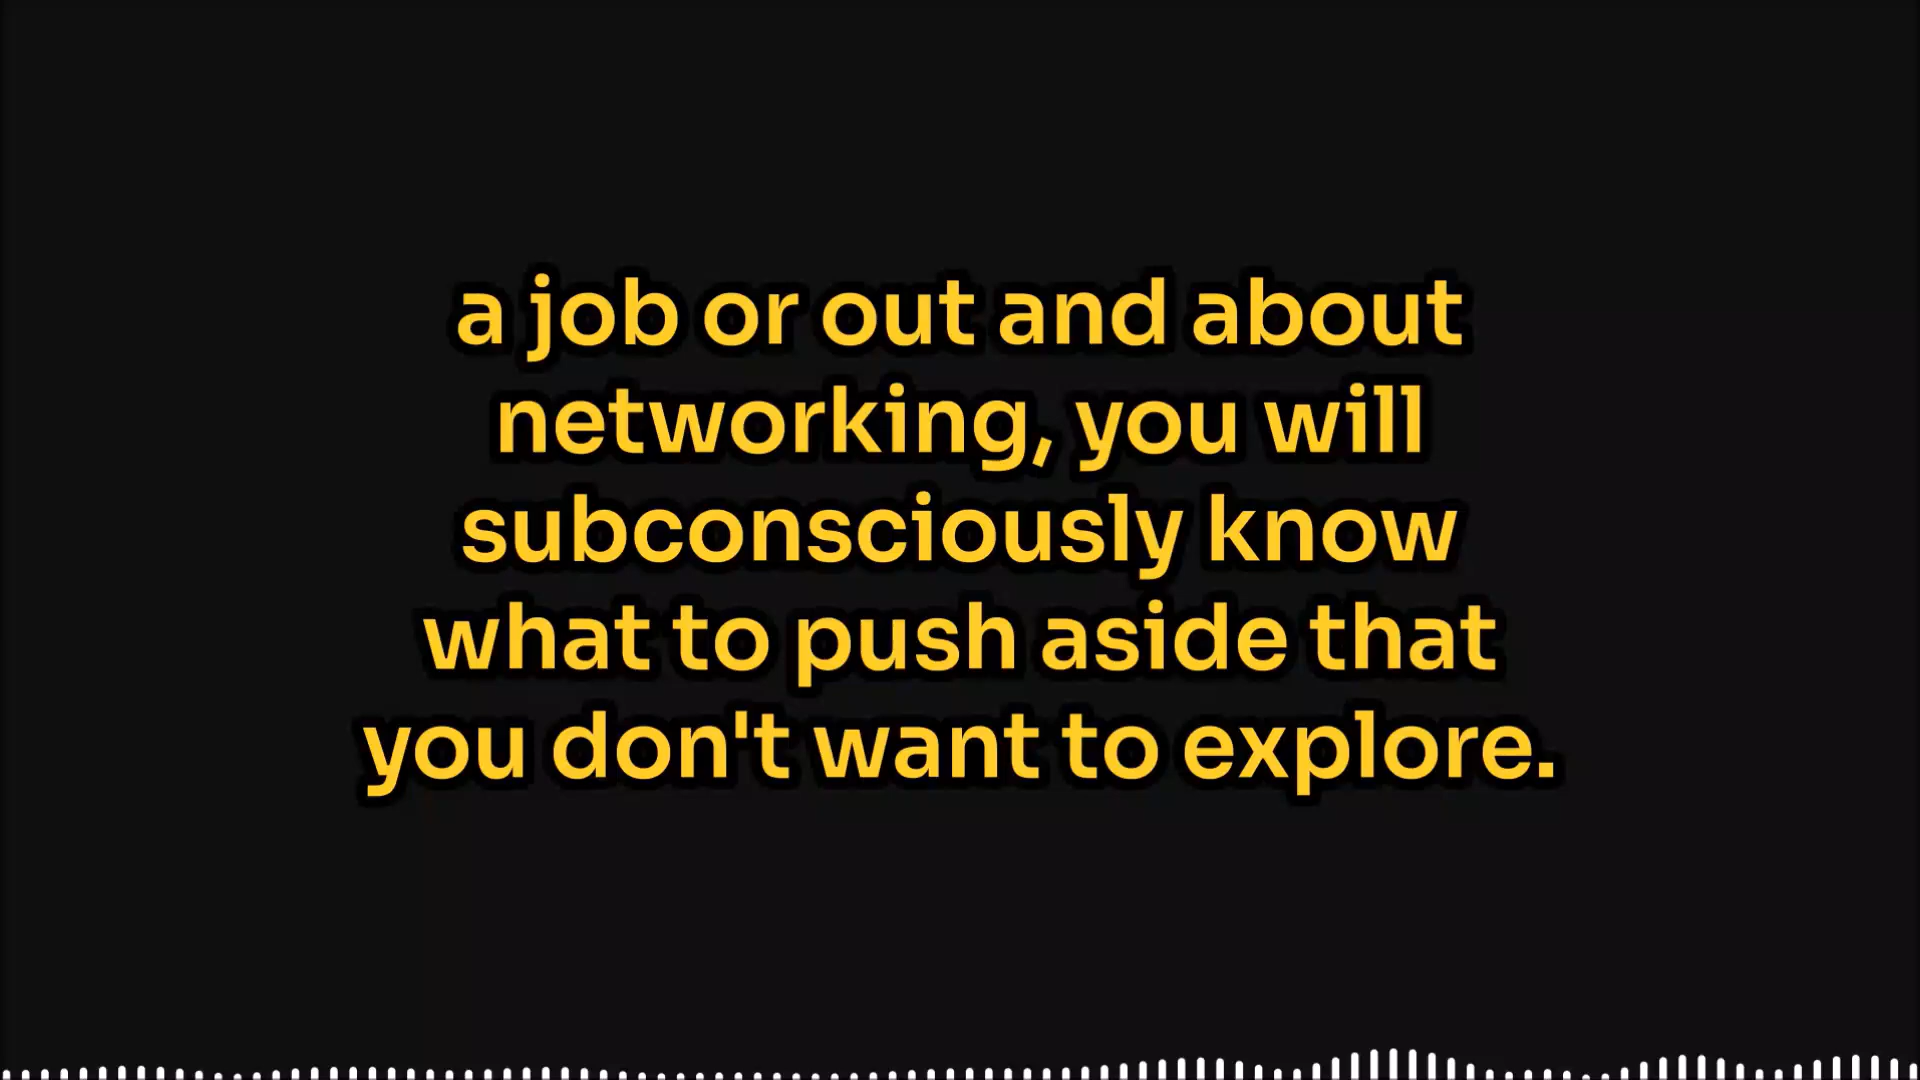 a job or out and about
networking, you will
subconsciously know
what to push aside that
you don't want to explore.